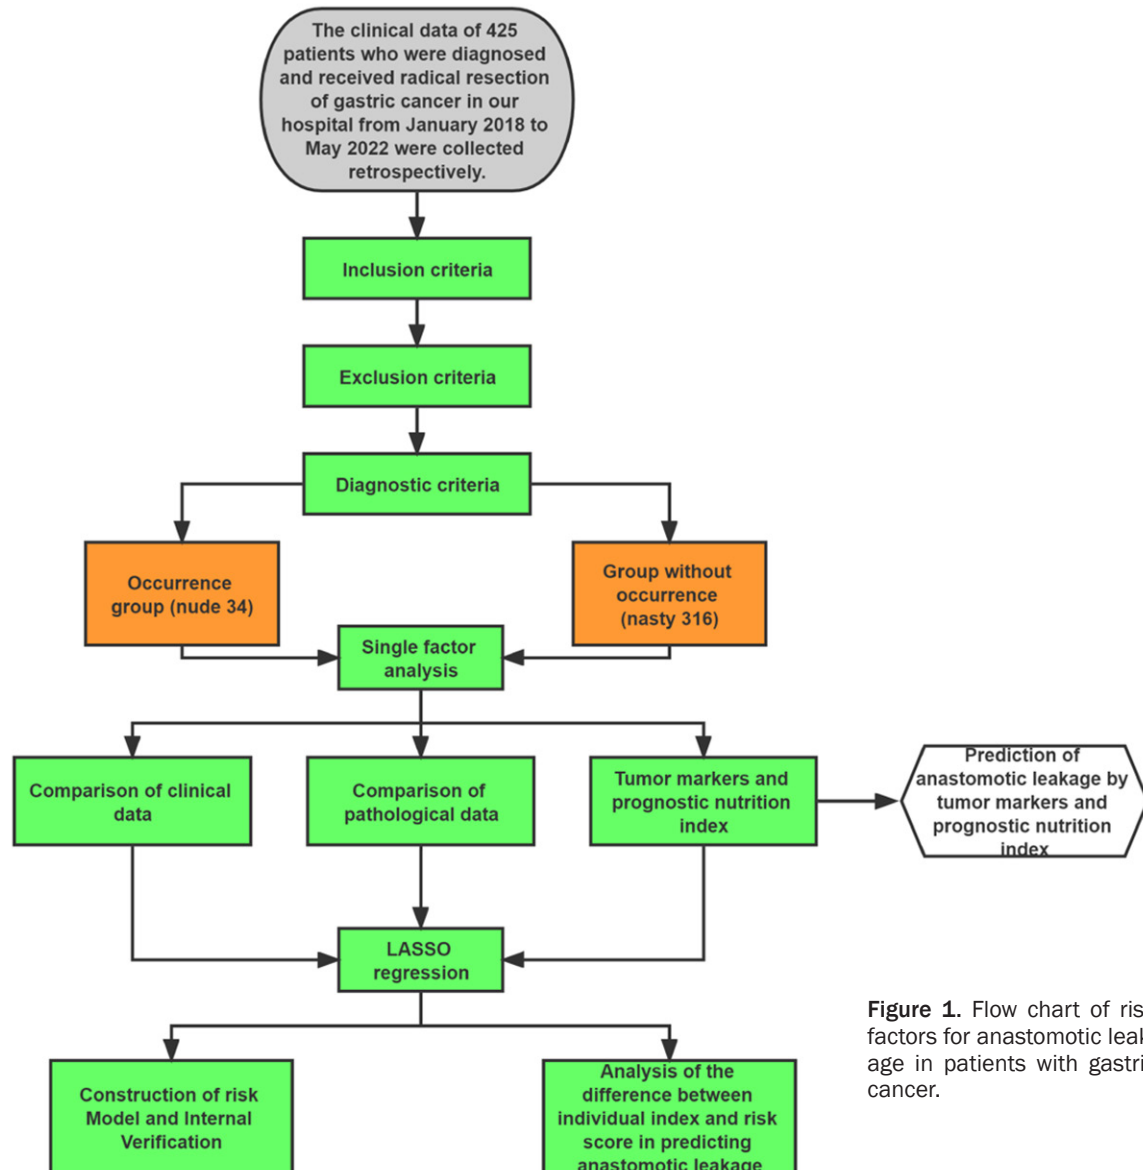 The clinical data of 425
patients who were diagnosed
and received radical resection
of gastric cancer in our
hospital from January 2018 to
May 2022 were collected
retrospectively.
Inclusion criteria
Exclusion criteria
Diagnostic criteria
Occurrence
group (nude 34)
Group without
occurrence
(nasty 316)
Single factor
analysis
Comparison of clinical
data
Comparison of
pathological data
Tumor markers and
prognostic nutrition
index
Prediction of
anastomotic leakage by
tumor markers and
prognostic nutrition
index
LASSO
regression
Construction of risk
Model and Internal
Verification
Analysis of the
difference between
individual index and risk
score in predicting
anastomotic leakage
Figure 1. Flow chart of ris
factors for anastomotic leak
age in patients with gastri
cancer.